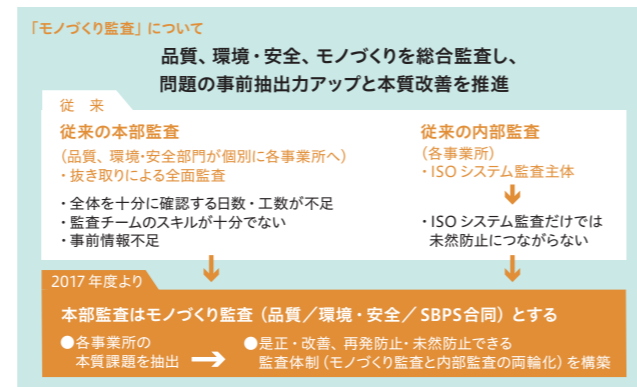 「モノづくり監査」について
品質、環境・安全、モノづくりを総合監査し、
問題の事前抽出力アップと本質改善を推進
従 来
従来の本部監査
（品質、環境・安全部門が個別に各事業所へ）
・抜き取りによる全面監査
・全体を十分に確認する日数・工数が不足
・監査チームのスキルが十分でない
・事前情報不足
従来の内部監査
（各事業所）
・ISO システム監査主体
・ISO システム監査だけでは
未然防止につながらない
2017 年度より
本部監査はモノづくり監査（品質／環境・安全／SBPS合同）とする
●各事業所の
本質課題を抽出
●是正・改善、再発防止・未然防止できる
監査体制（モノづくり監査と内部監査の両輪化）を構築